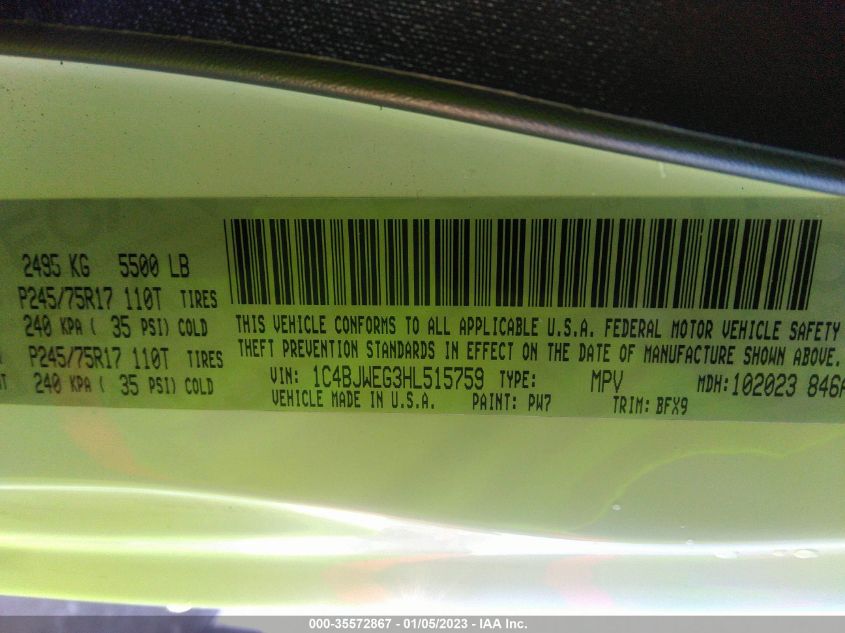 2495 KG 5500 LB
P245/75R17 110T TIRES
240 KPA ( 35 PSI) COLD
P245/75R17 110T TIRES
240 KPA ( 35 PSI) COLD
THIS VEHICLE CONFORMS TO ALL APPLICABLE U.S.A. FEDERAL MOTOR VEHICLE SAFETY
THEFT PREVENTION STANDARDS IN EFFECT ON THE DATE OF MANUFACTURE SHOWN ABOVE.
VIN: 1C4BJWEG3HL515759 TYPE: MPV MDH: 102023 846
VEHICLE MADE IN U.S.A. PAINT: PW7 TRIM: BFX9
000-35572867 - 01/05/2023 - IAA Inc.